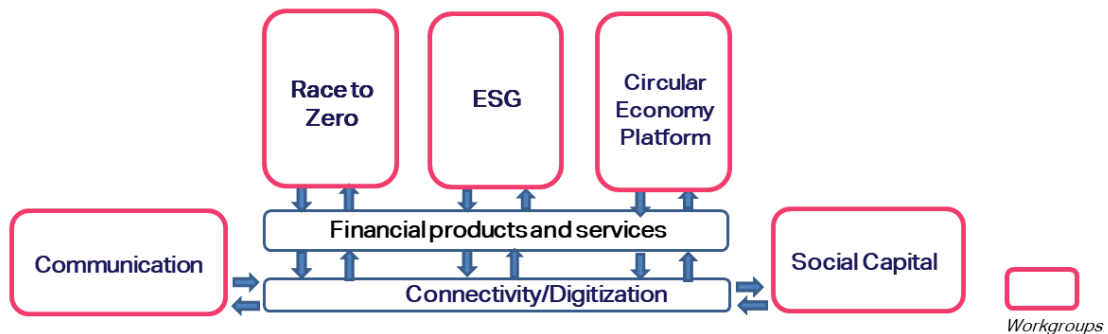 Race to
Zero
ESG
Circular
Economy
Platform
Financial products and services
Communication
Social Capital
Connectivity/Digitization
Workgroups